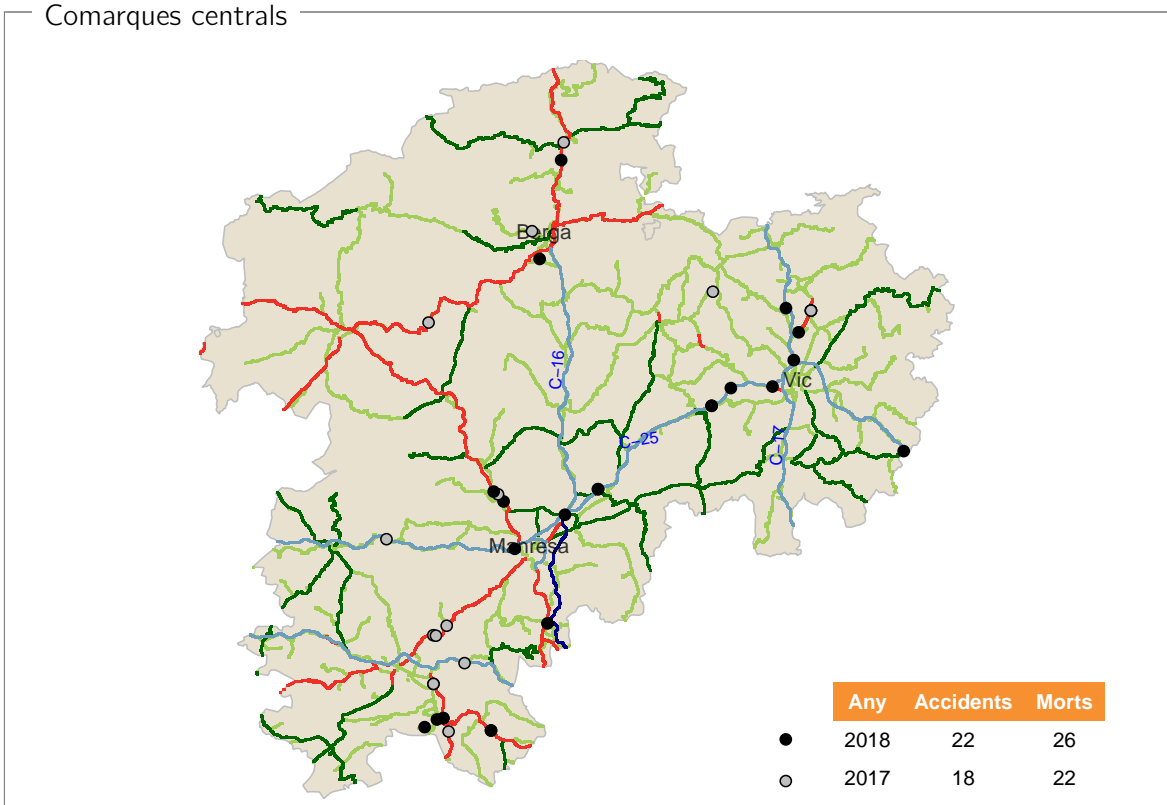 Comarques centrals
Berga
C-16
Vic
C-25
C-17
Manresa
Any Accidents Morts
2018 22 26
2017 18 22